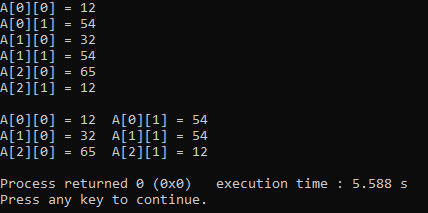 A[0][0] = 12
A[0][1] = 54
A[1][0] = 32
A[1][1] = 54
A[2][0] = 65
A[2][1] = 12
A[0][0] = 12  A[0][1] = 54
A[1][0] = 32  A[1][1] = 54
A[2][0] = 65  A[2][1] = 12
Process returned 0 (0x0)   execution time : 5.588 s
Press any key to continue.